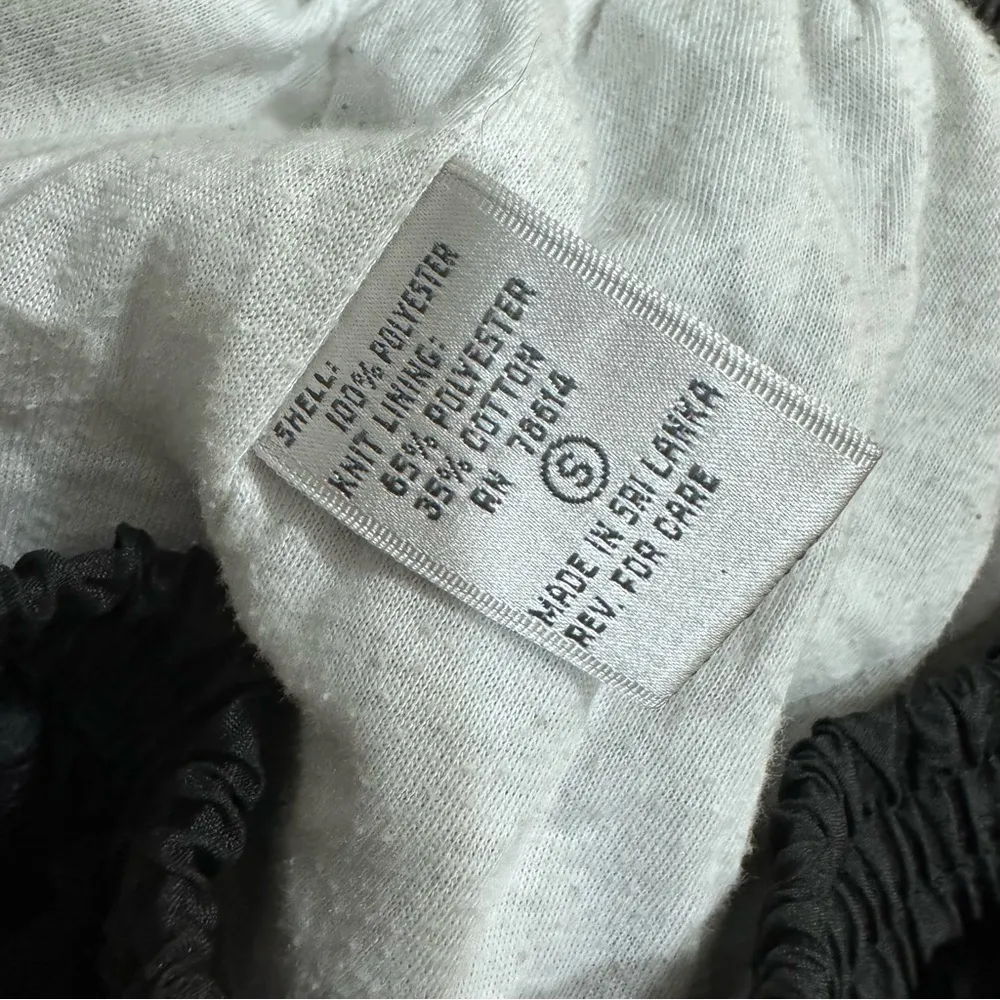 SHELL:
100% POLYESTER
KNIT LINING:
65% POLYESTER
35% COTTON
RN 78614
S
MADE IN SRI LANKA
REV. FOR CARE